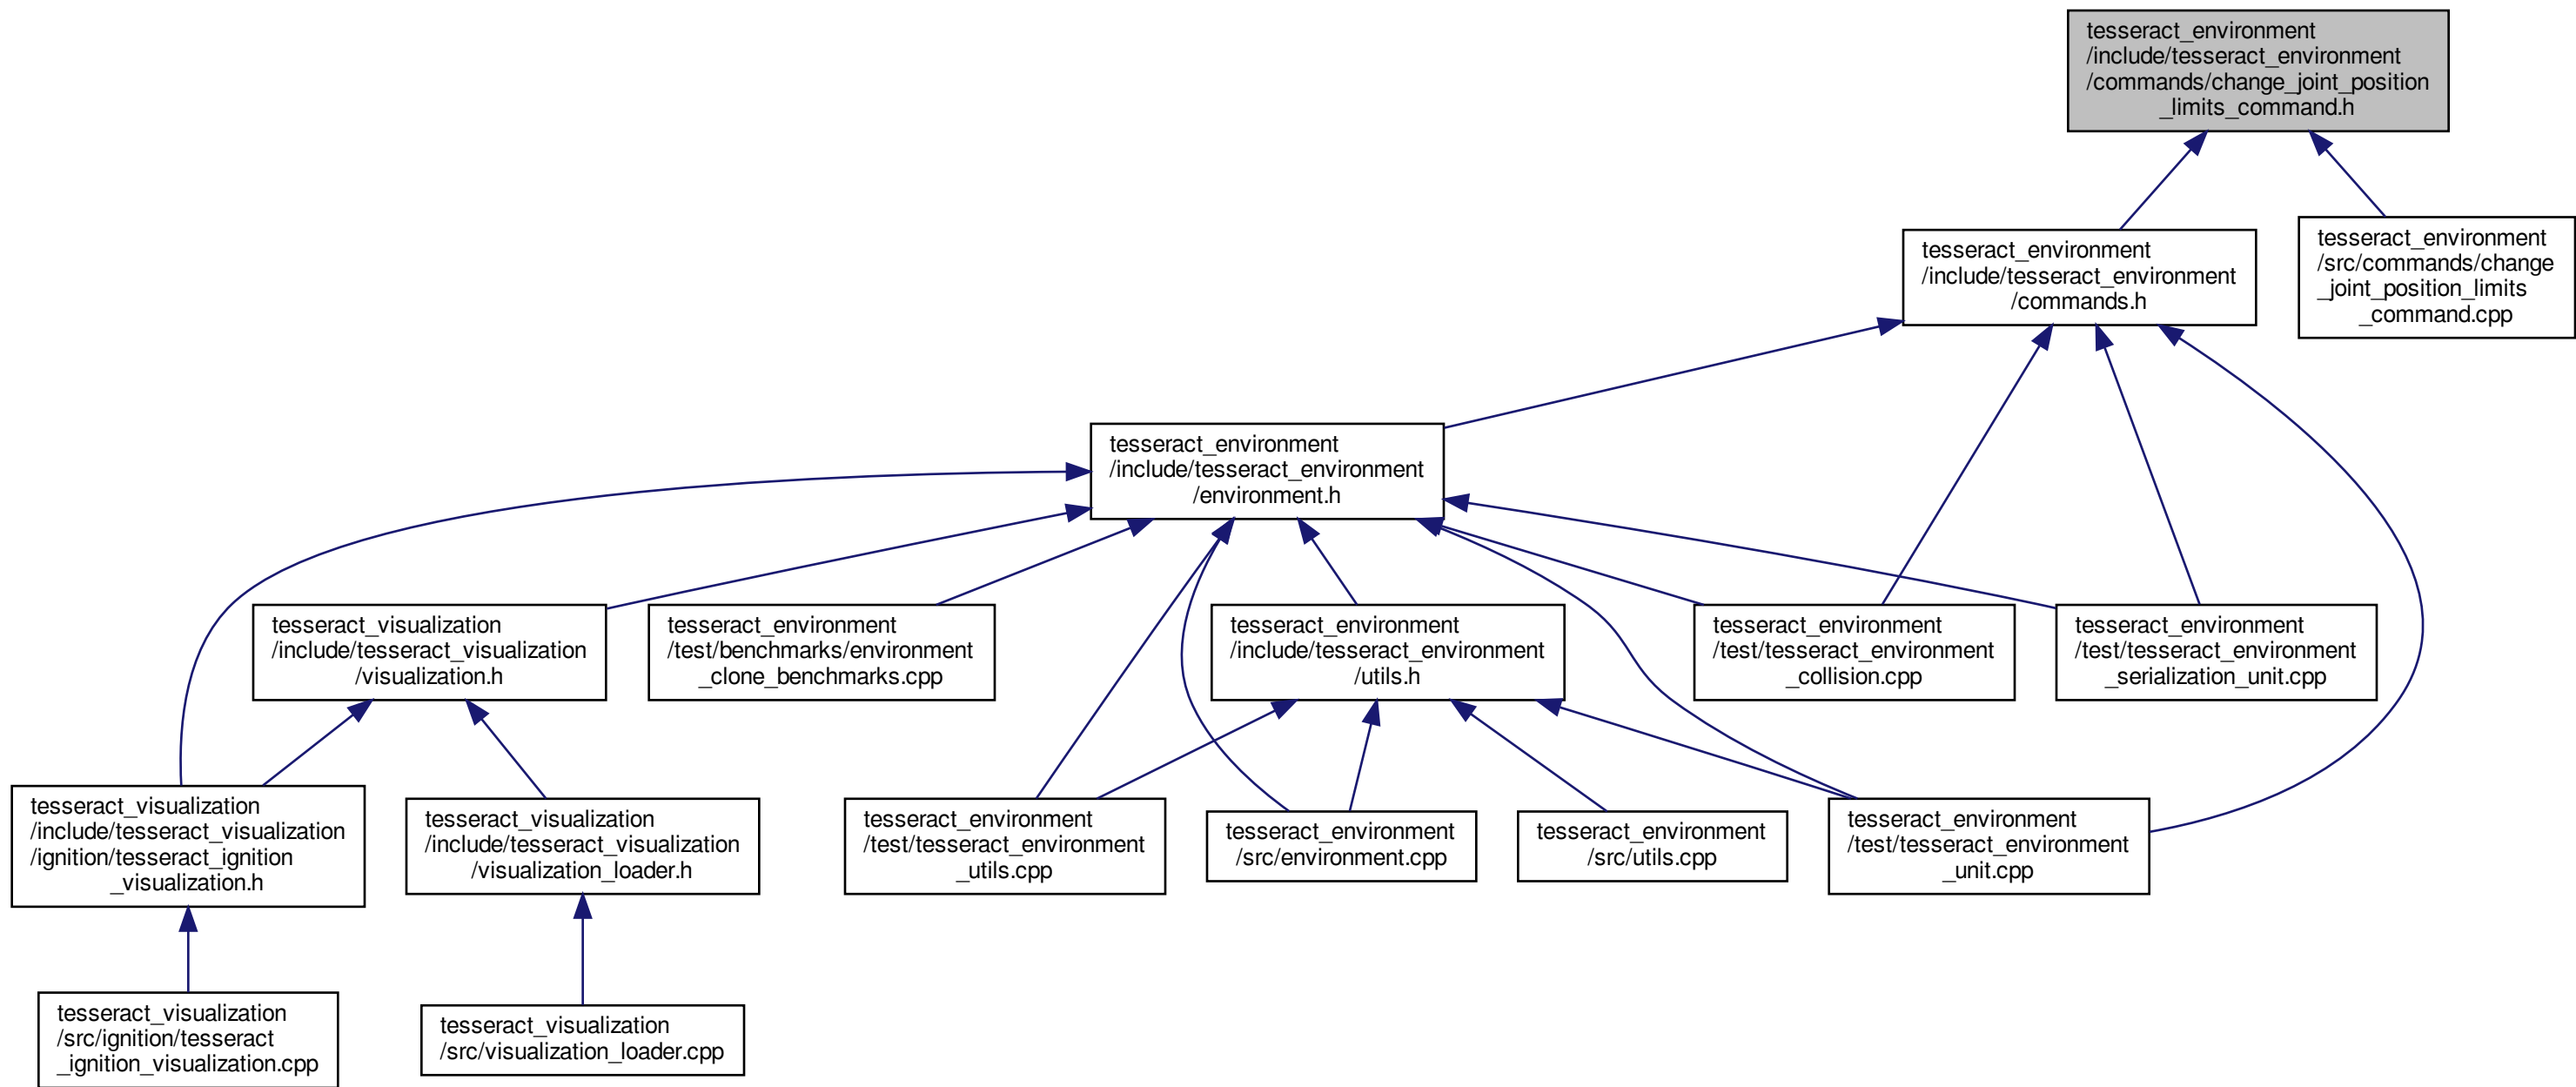 tesseract_environment
/include/tesseract_environment
/commands/change_joint_position
_limits_command.h
tesseract_environment
/include/tesseract_environment
/commands.h
tesseract_environment
/src/commands/change
_joint_position_limits
_command.cpp
tesseract_environment
/include/tesseract_environment
/environment.h
tesseract_visualization
/include/tesseract_visualization
/visualization.h
tesseract_environment
/test/benchmarks/environment
_clone_benchmarks.cpp
tesseract_environment
/include/tesseract_environment
/utils.h
tesseract_environment
/test/tesseract_environment
_collision.cpp
tesseract_environment
/test/tesseract_environment
_serialization_unit.cpp
tesseract_visualization
/include/tesseract_visualization
/ignition/tesseract_ignition
_visualization.h
tesseract_visualization
/include/tesseract_visualization
/visualization_loader.h
tesseract_environment
/test/tesseract_environment
_utils.cpp
tesseract_environment
/src/environment.cpp
tesseract_environment
/src/utils.cpp
tesseract_environment
/test/tesseract_environment
_unit.cpp
tesseract_visualization
/src/ignition/tesseract
_ignition_visualization.cpp
tesseract_visualization
/src/visualization_loader.cpp